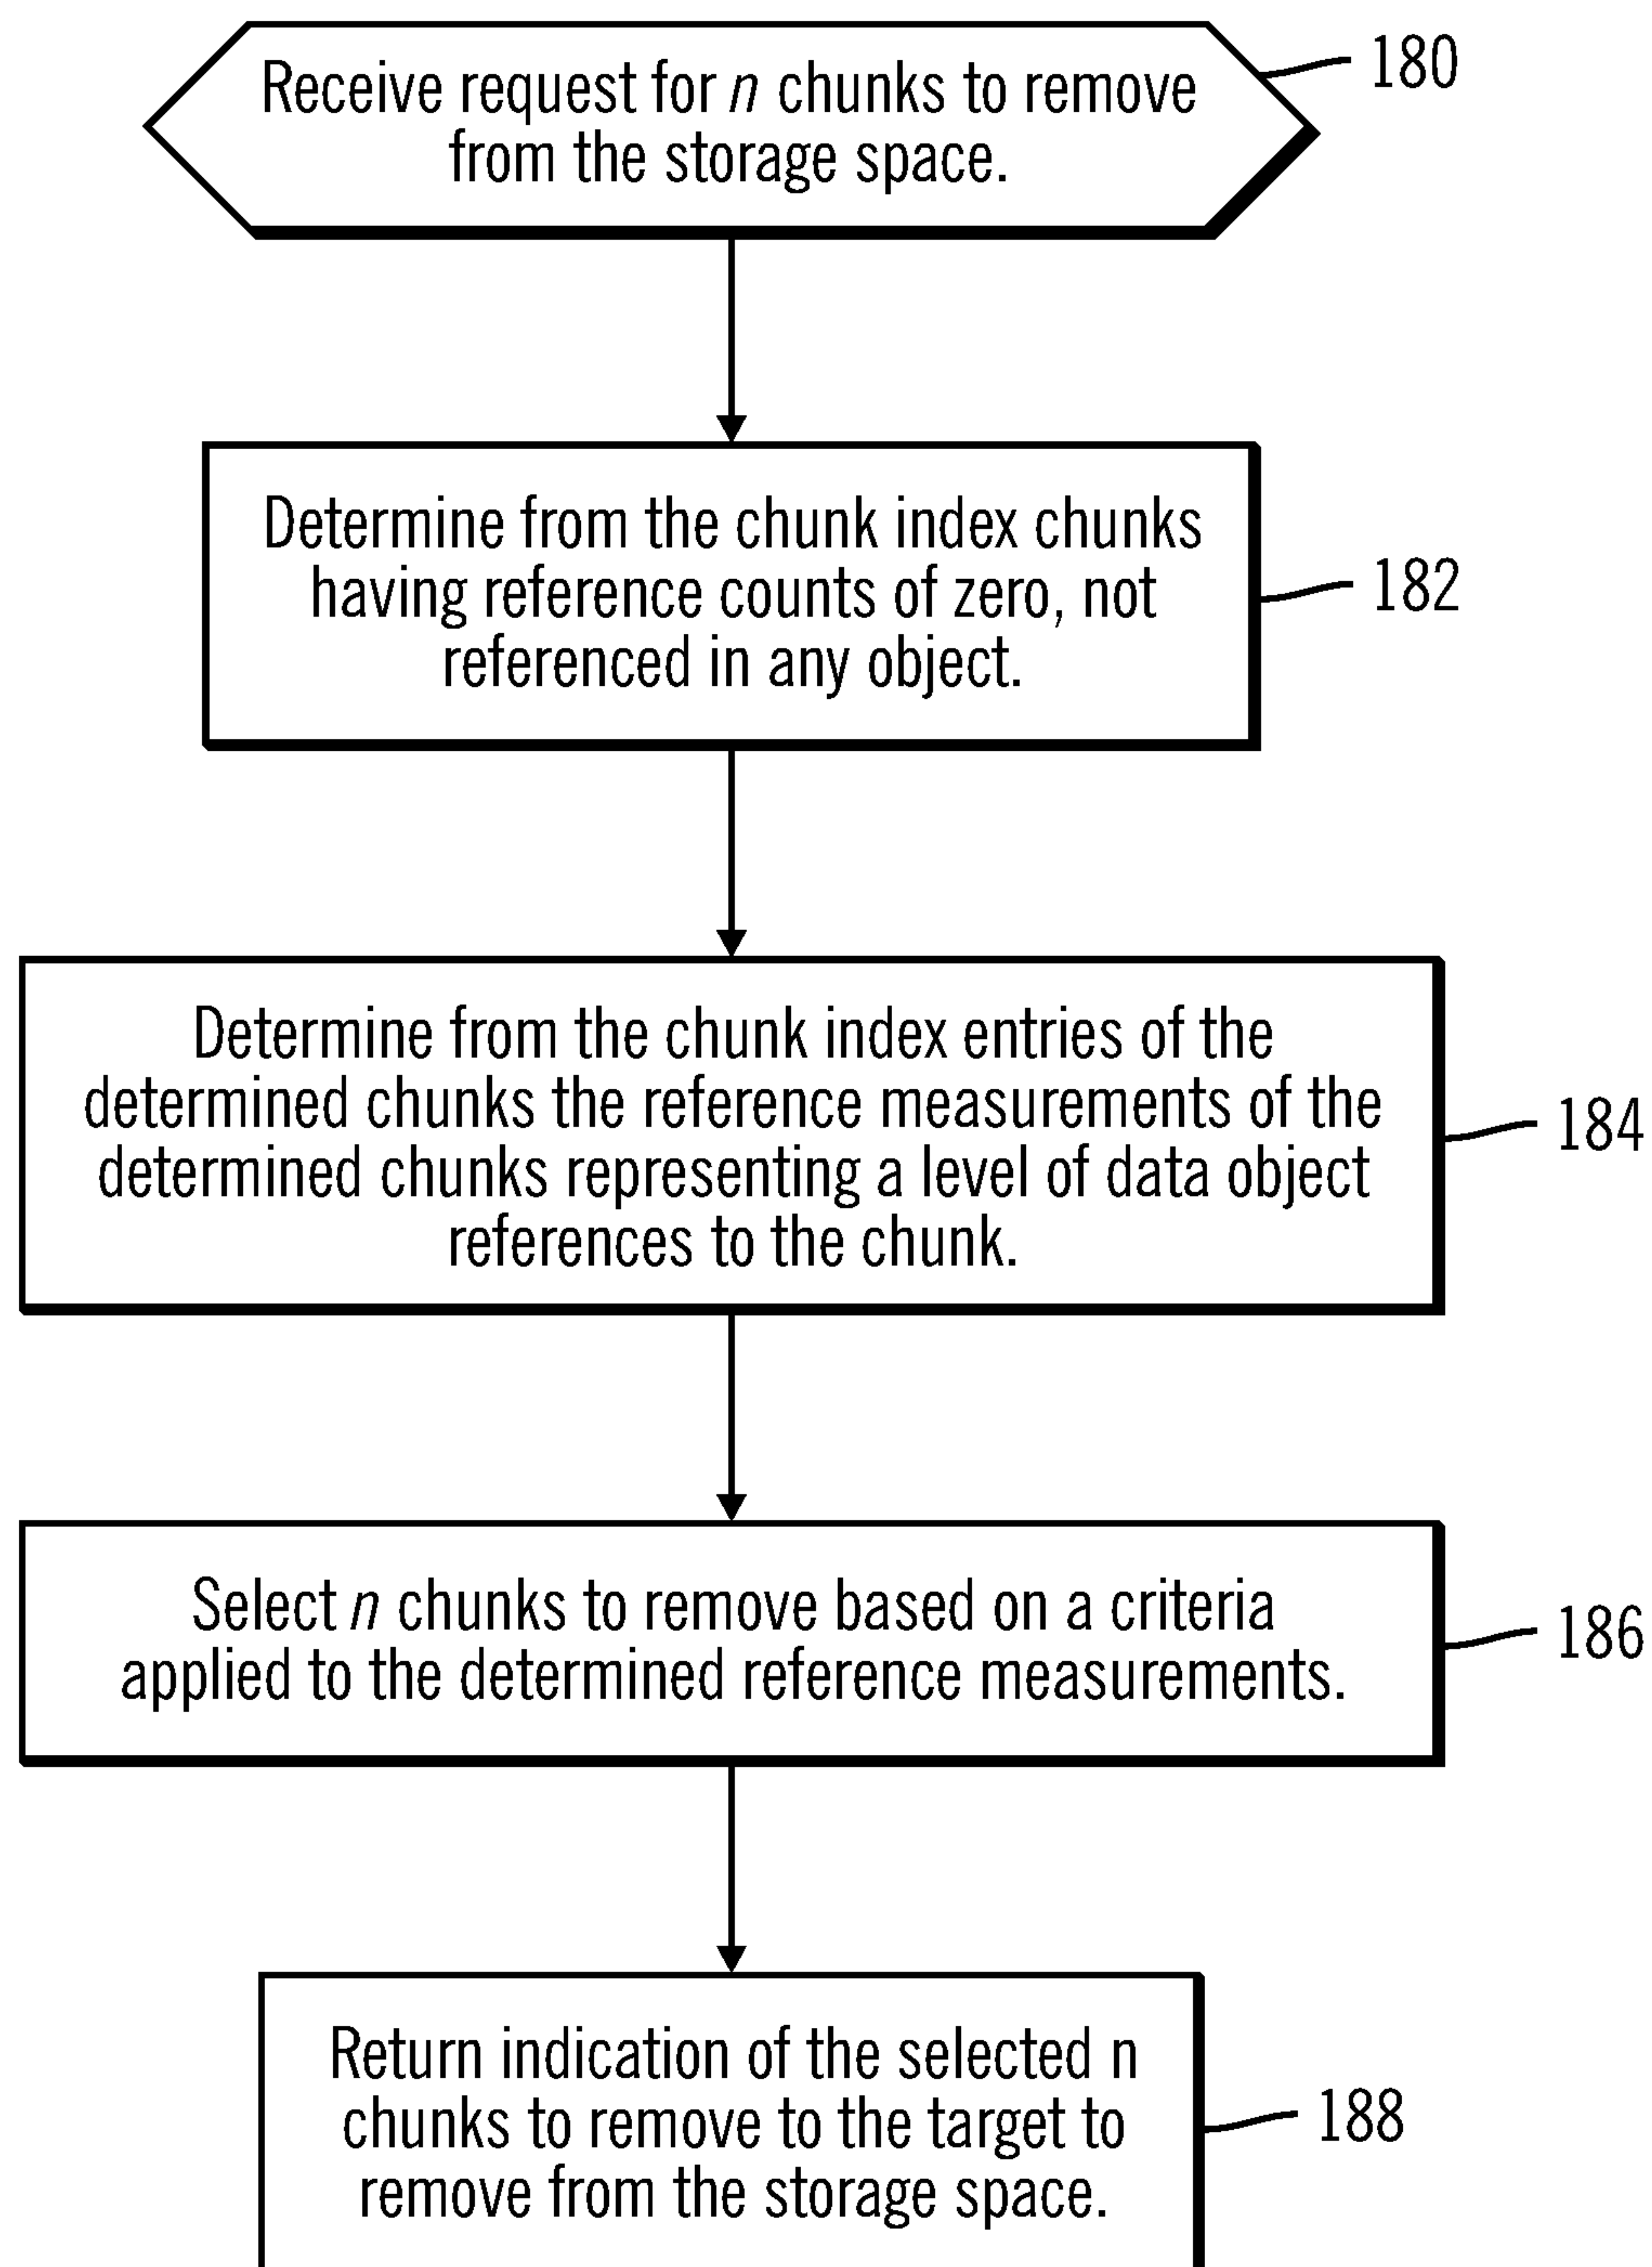 Receive request for n chunks to remove
from the storage space.
180
Determine from the chunk index chunks
having reference counts of zero, not
referenced in any object.
182
Determine from the chunk index entries of the
determined chunks the reference measurements of the
determined chunks representing a level of data object
references to the chunk.
184
Select n chunks to remove based on a criteria
applied to the determined reference measurements.
186
Return indication of the selected n
chunks to remove to the target to
remove from the storage space.
188